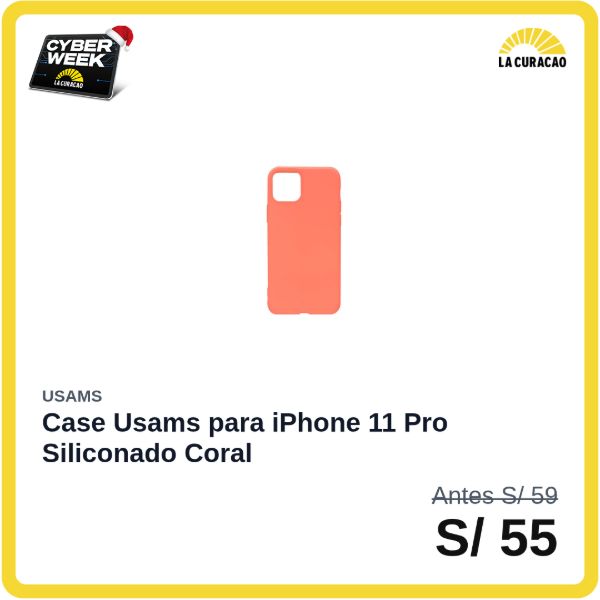 CYBER
WEEK
LA CURACAO
LA CURACAO
USAMS
Case Usams para iPhone 11 Pro
Siliconado Coral
Antes S/ 59
S/ 55